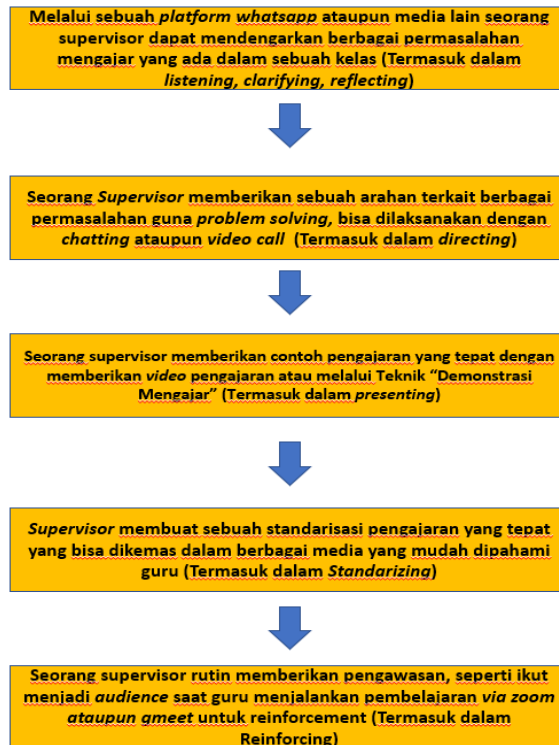 Melalui sebuah platform whatsapp ataupun media lain seorang
supervisor dapat mendengarkan berbagai permasalahan
mengajar yang ada dalam sebuah kelas (Termasuk dalam
listening, clarifying, reflecting)
Seorang Supervisor memberikan sebuah arahan terkait berbagai
permasalahan guna problem solving, bisa dilaksanakan dengan
chatting ataupun video call (Termasuk dalam directing)
Seorang supervisor memberikan contoh pengajaran yang tepat dengan
memberikan video pengajaran atau melalui Teknik “Demonstrasi
Mengajar” (Termasuk dalam presenting)
Supervisor membuat sebuah standarisasi pengajaran yang tepat
yang bisa dikemas dalam berbagai media yang mudah dipahami
guru (Termasuk dalam Standarizing)
Seorang supervisor rutin memberikan pengawasan, seperti ikut
menjadi audience saat guru menjalankan pembelajaran via zoom
ataupun gmeet untuk reinforcement (Termasuk dalam
Reinforcing)